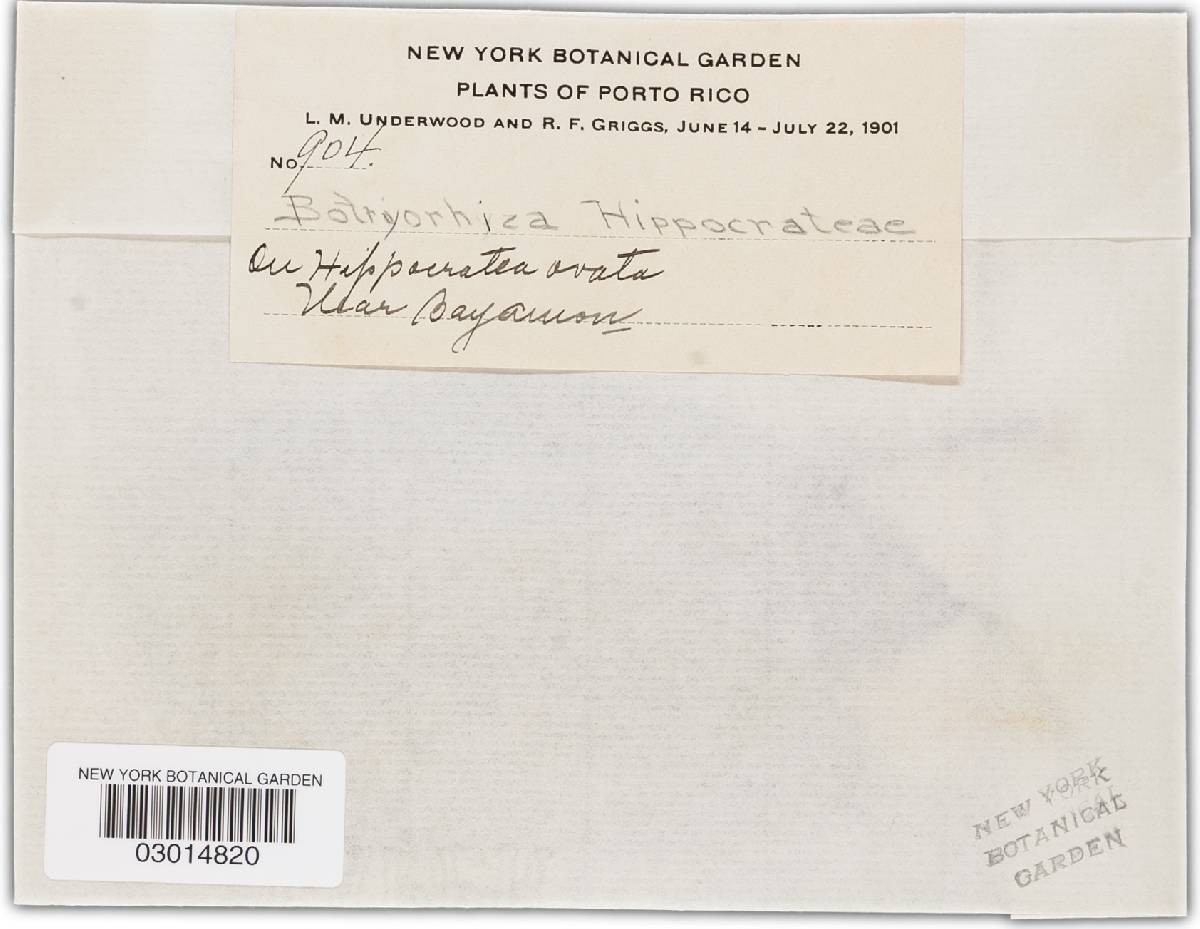 NEW YORK BOTANICAL GARDEN
PLANTS OF PORTO RICO
L. M. UNDERWOOD AND R. F. GRIGGS, JUNE 14 – JULY 22, 1901
No. 904.
Botryorhiza Hippocrateae
On Hippocratea ovata
Near Bayamon
NEW YORK BOTANICAL GARDEN
03014820
NEW YORK
BOTANICAL
GARDEN